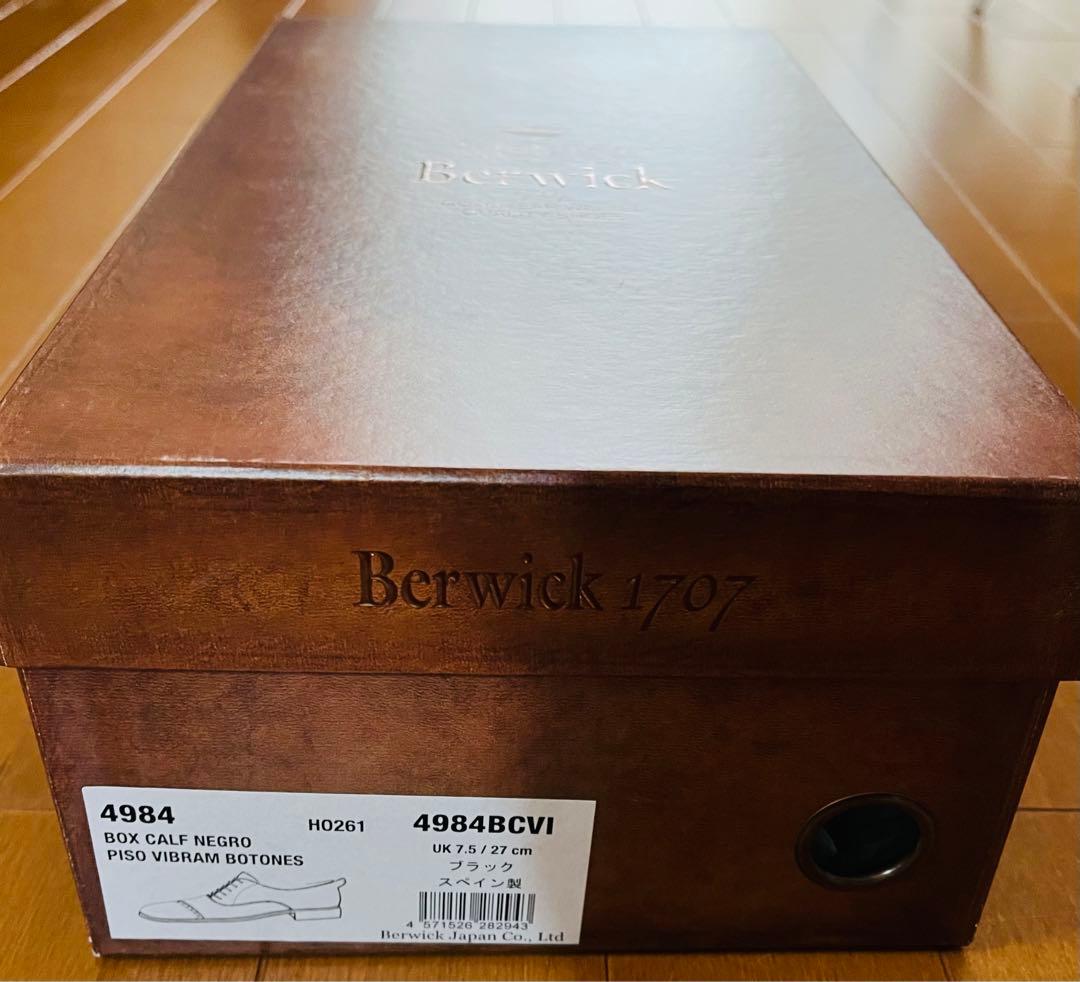 Berwick
Berwick 1707
4984
BOX CALF NEGRO
PISO VIBRAM BOTONES
H0261
4984BCVI
UK 7.5 / 27 cm
ブラック
スペイン製
4 571526 282943
Berwick Japan Co., Ltd